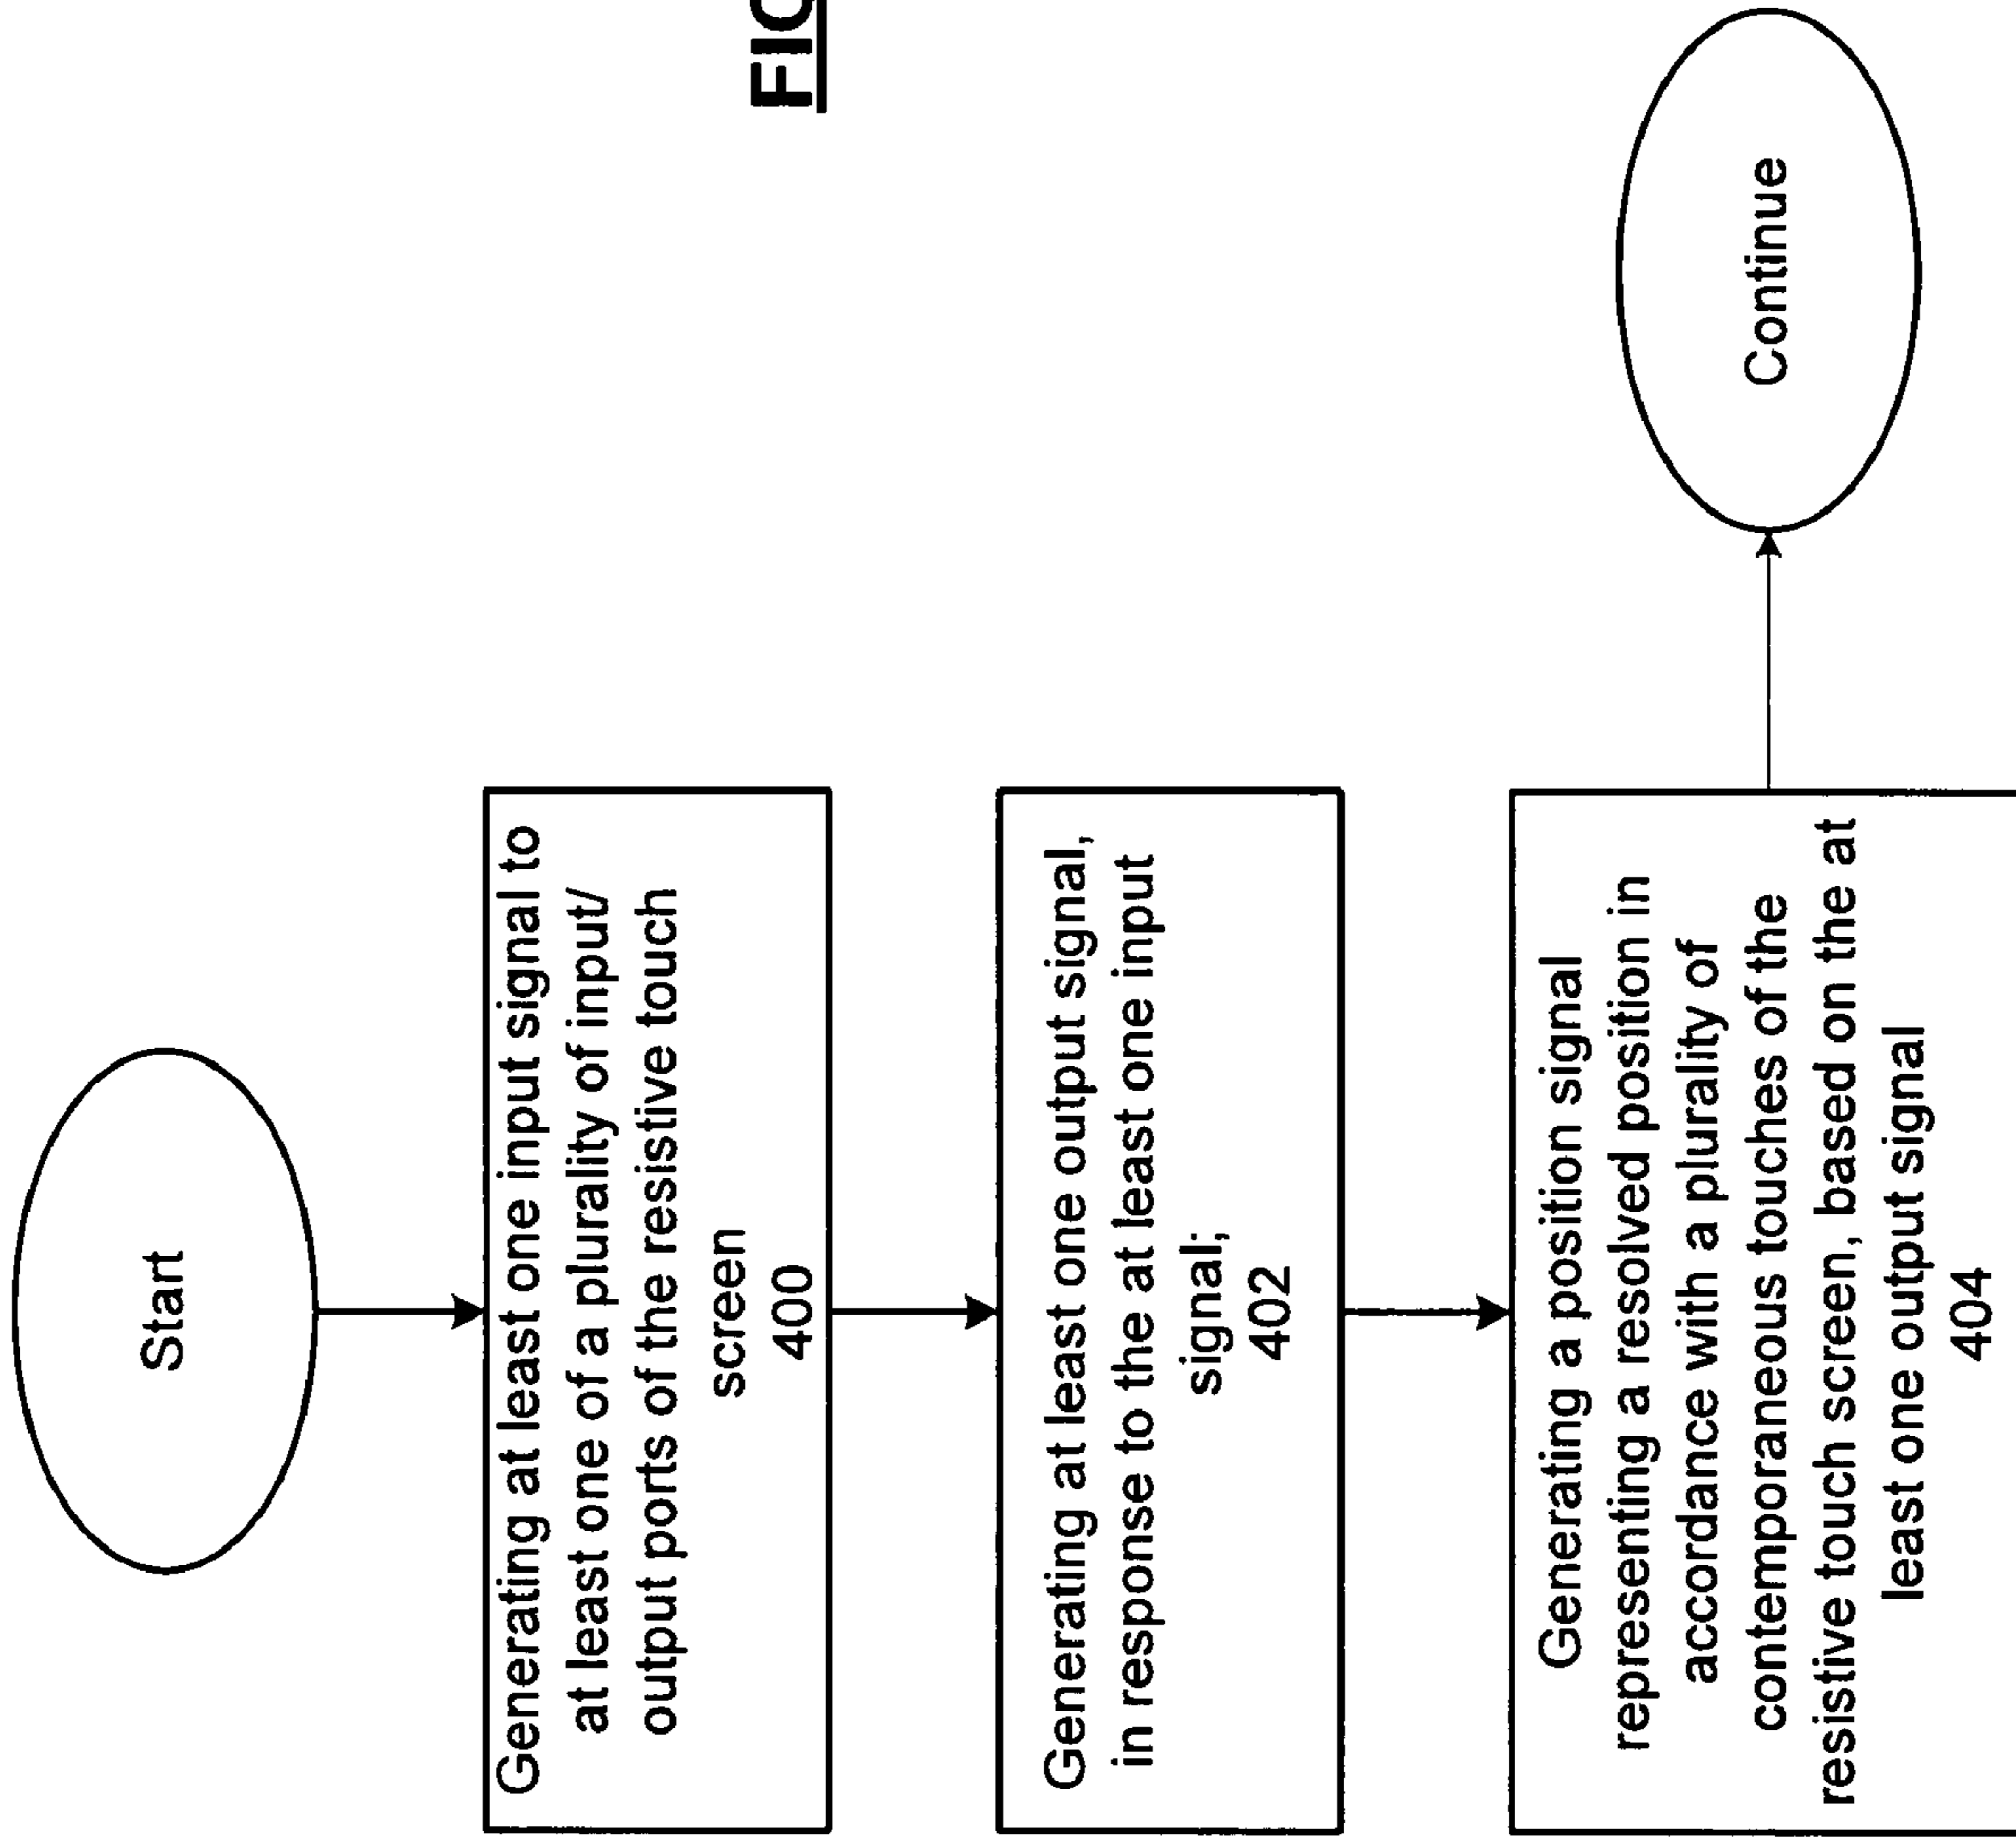 Start
Generating at least one input signal to
at least one of a plurality of input/
output ports of the resistive touch
screen
400
Generating at least one output signal,
in response to the at least one input
signal;
402
Generating a position signal
representing a resolved position in
accordance with a plurality of
contemporaneous touches of the
resistive touch screen, based on the at
least one output signal
404
Continue